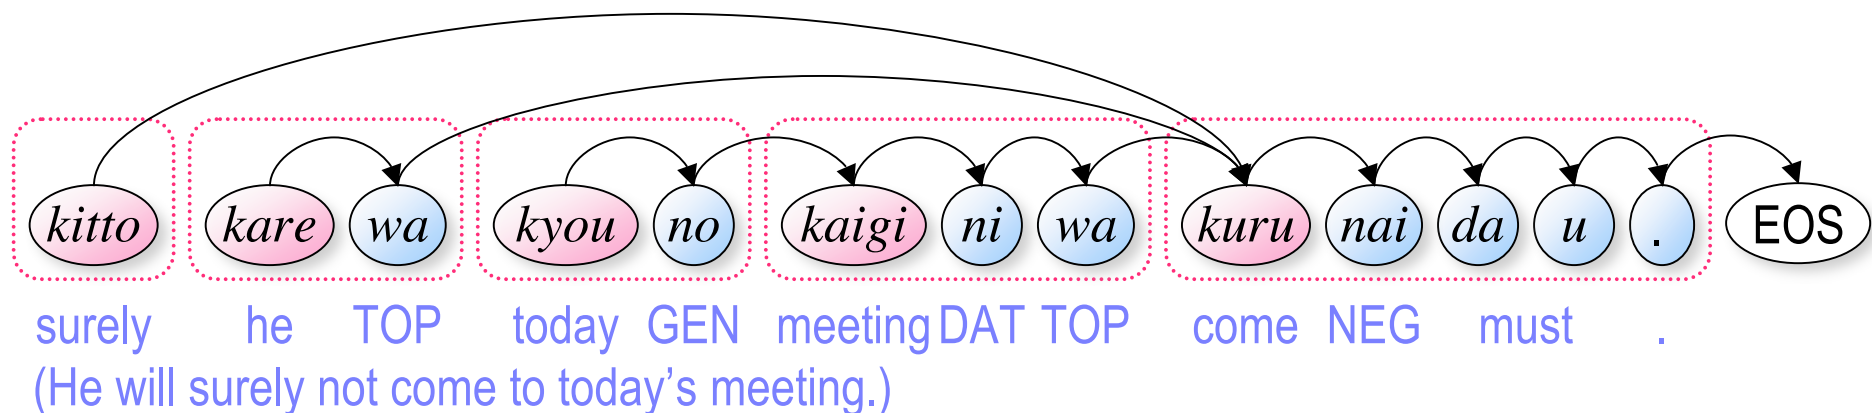 kitto kare wa kyou no kaigi ni wa kuru nai da u . EOS
surely he TOP today GEN meeting DAT TOP come NEG must .
(He will surely not come to today's meeting.)